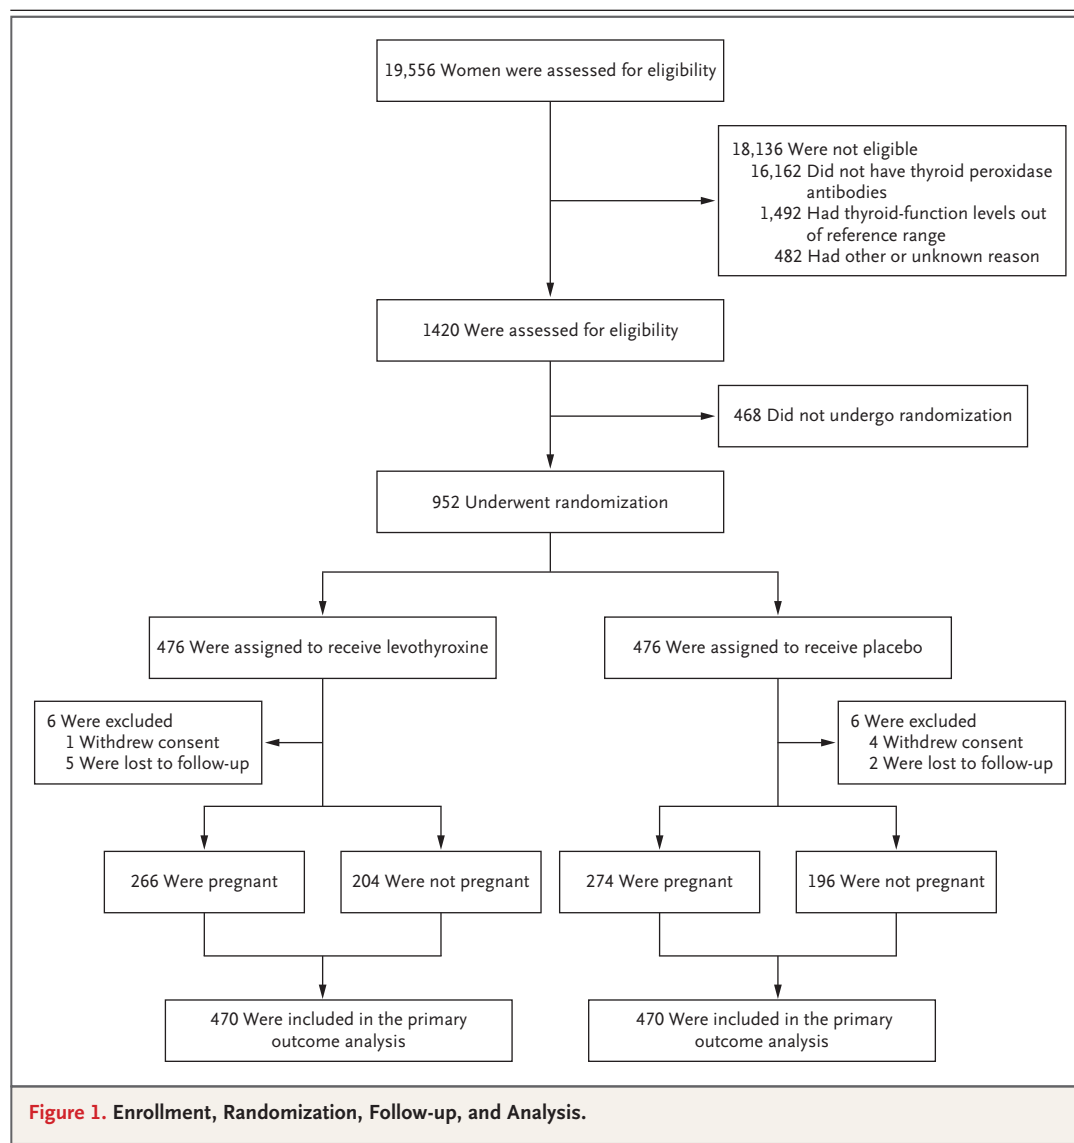 19,556 Women were assessed for eligibility
18,136 Were not eligible
16,162 Did not have thyroid peroxidase
antibodies
1,492 Had thyroid-function levels out
of reference range
482 Had other or unknown reason
1420 Were assessed for eligibility
468 Did not undergo randomization
952 Underwent randomization
476 Were assigned to receive levothyroxine
476 Were assigned to receive placebo
6 Were excluded
1 Withdrew consent
5 Were lost to follow-up
6 Were excluded
4 Withdrew consent
2 Were lost to follow-up
266 Were pregnant
204 Were not pregnant
274 Were pregnant
196 Were not pregnant
470 Were included in the primary
outcome analysis
470 Were included in the primary
outcome analysis
Figure 1. Enrollment, Randomization, Follow-up, and Analysis.